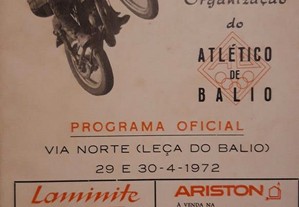 Organização
do
ATLÉTICO
DE
BALIO
PROGRAMA OFICIAL
VIA NORTE (LEÇA DO BALIO)
29 E 30-4-1972
Laminite
ARISTON
À VENDA NA